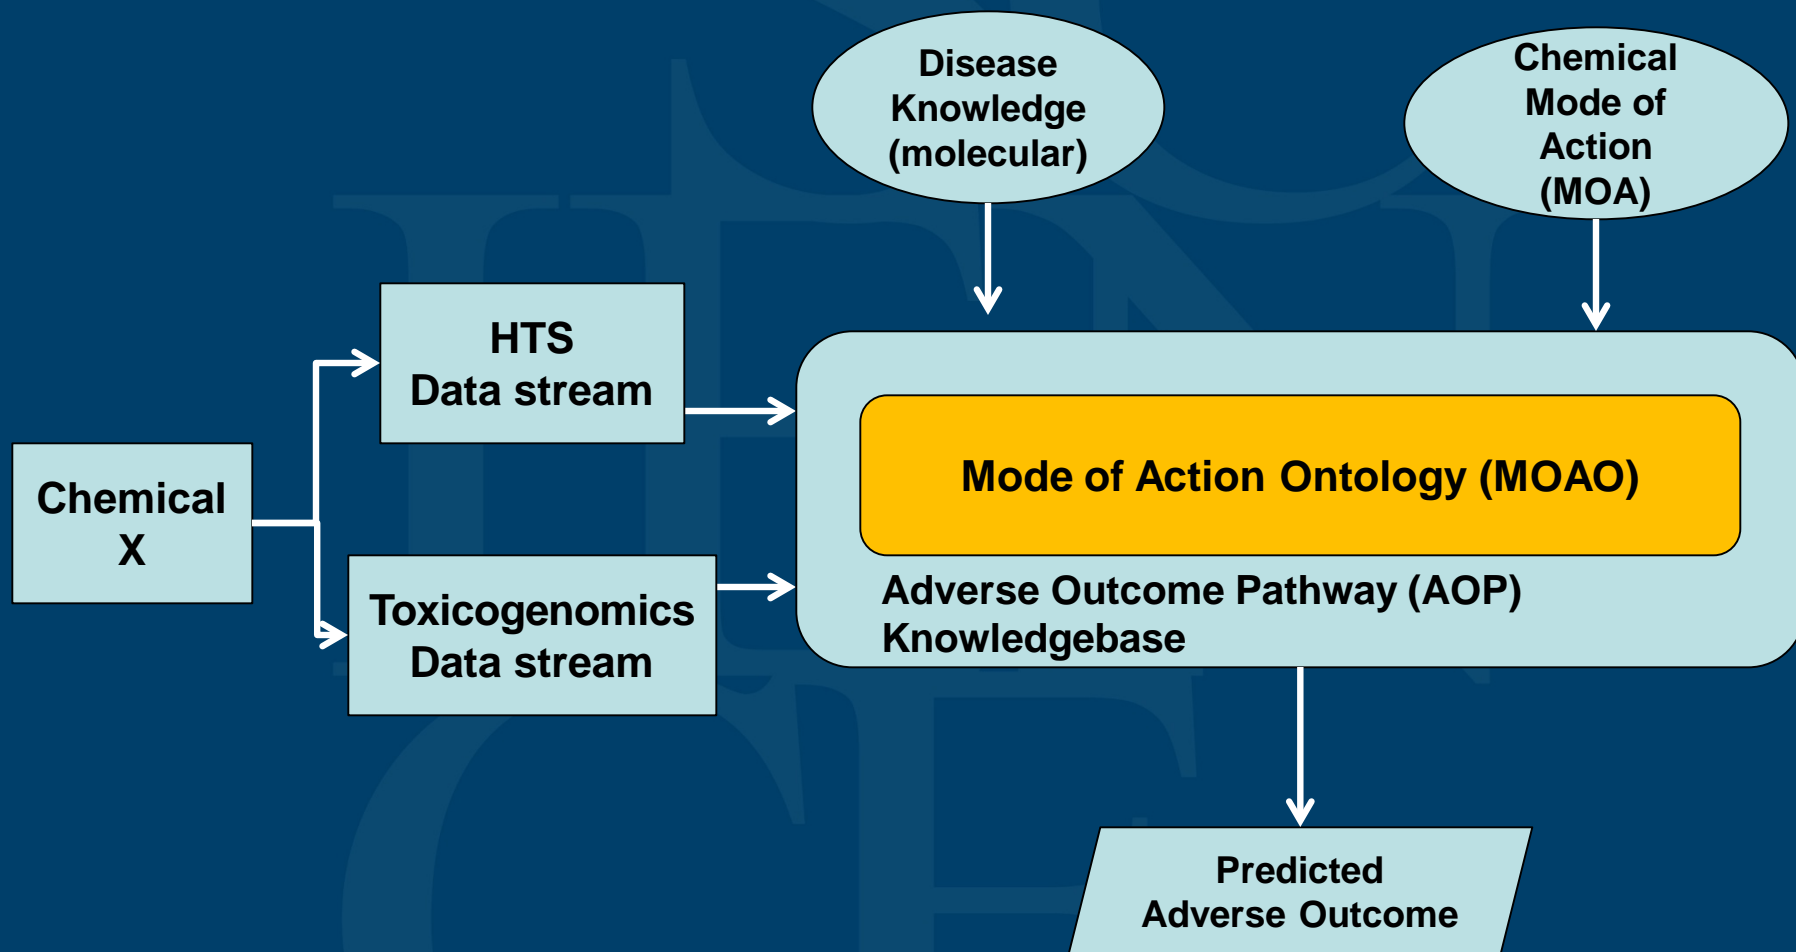 Disease
Knowledge
(molecular)
Chemical
Mode of
Action
(MOA)
HTS
Data stream
Chemical
X
Mode of Action Ontology (MOAO)
Toxicogenomics
Data stream
Adverse Outcome Pathway (AOP)
Knowledgebase
Predicted
Adverse Outcome